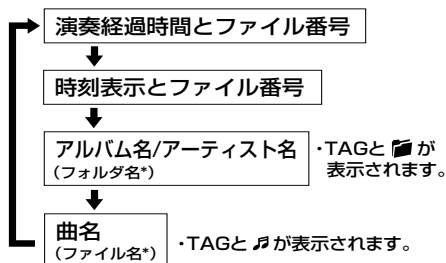 演奏経過時間とファイル番号
時刻表示とファイル番号
アルバム名/アーティスト名
(フォルダ名*)
・TAGと が
表示されます。
曲名
(ファイル名*)
・TAGと ♫ が表示されます。